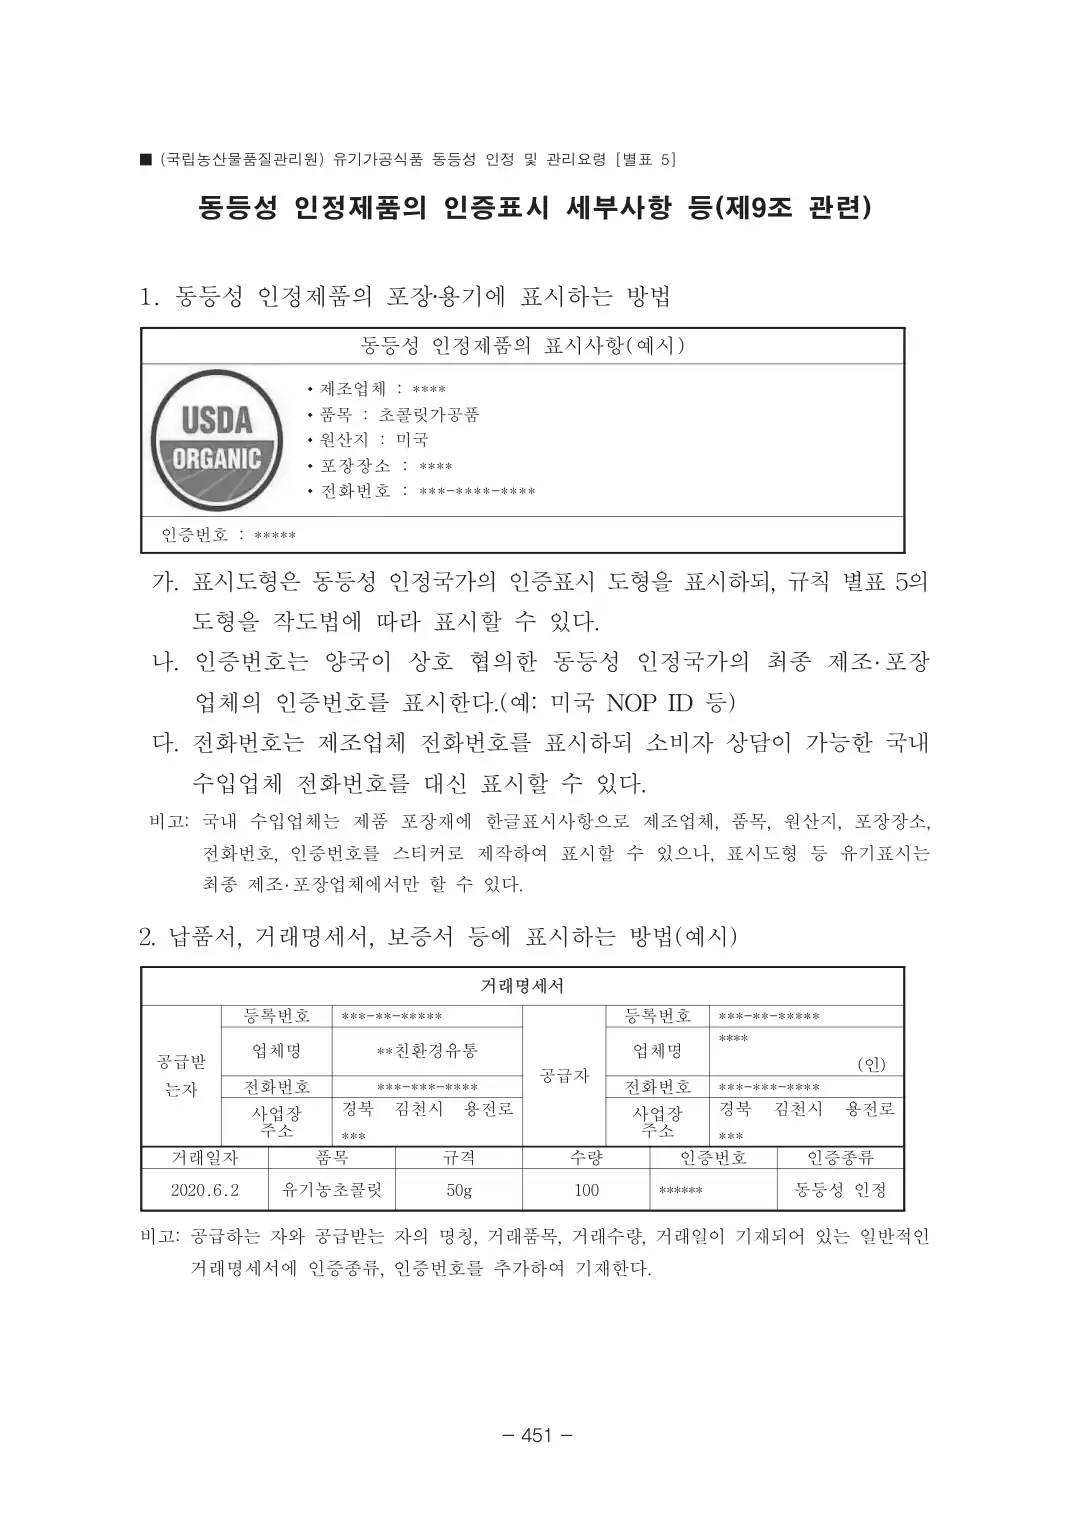 ■ (국립농산물품질관리원) 유기가공식품 동등성 인정 및 관리요령 [별표 5]
동등성 인정제품의 인증표시 세부사항 등(제9조 관련)
1. 동등성 인정제품의 포장·용기에 표시하는 방법
동등성 인정제품의 표시사항(예시)
USDA
ORGANIC
• 제조업체 : ****
• 품목 : 초콜릿가공품
• 원산지 : 미국
• 포장장소 : ****
• 전화번호 : ***-****-****
인증번호 : *****
가. 표시도형은 동등성 인정국가의 인증표시 도형을 표시하되, 규칙 별표 5의
도형을 작도법에 따라 표시할 수 있다.
나. 인증번호는 양국이 상호 협의한 동등성 인정국가의 최종 제조·포장
업체의 인증번호를 표시한다.(예: 미국 NOP ID 등)
다. 전화번호는 제조업체 전화번호를 표시하되 소비자 상담이 가능한 국내
수입업체 전화번호를 대신 표시할 수 있다.
비고: 국내 수입업체는 제품 포장재에 한글표시사항으로 제조업체, 품목, 원산지, 포장장소,
전화번호, 인증번호를 스티커로 제작하여 표시할 수 있으나, 표시도형 등 유기표시는
최종 제조·포장업체에서만 할 수 있다.
2. 납품서, 거래명세서, 보증서 등에 표시하는 방법(예시)
거래명세서
공급받
는자
등록번호 ***-**-*****
업체명 **친환경유통
전화번호 ***-***-****
사업장
주소
경북 김천시 용전로
***
공급자
등록번호 ***-**-*****
업체명 ****
(인)
전화번호 ***-***-****
사업장
주소
경북 김천시 용전로
***
거래일자 품목 규격 수량 인증번호 인증종류
2020.6.2 유기농초콜릿 50g 100 ****** 동등성 인정
비고: 공급하는 자와 공급받는 자의 명칭, 거래품목, 거래수량, 거래일이 기재되어 있는 일반적인
거래명세서에 인증종류, 인증번호를 추가하여 기재한다.
- 451 -